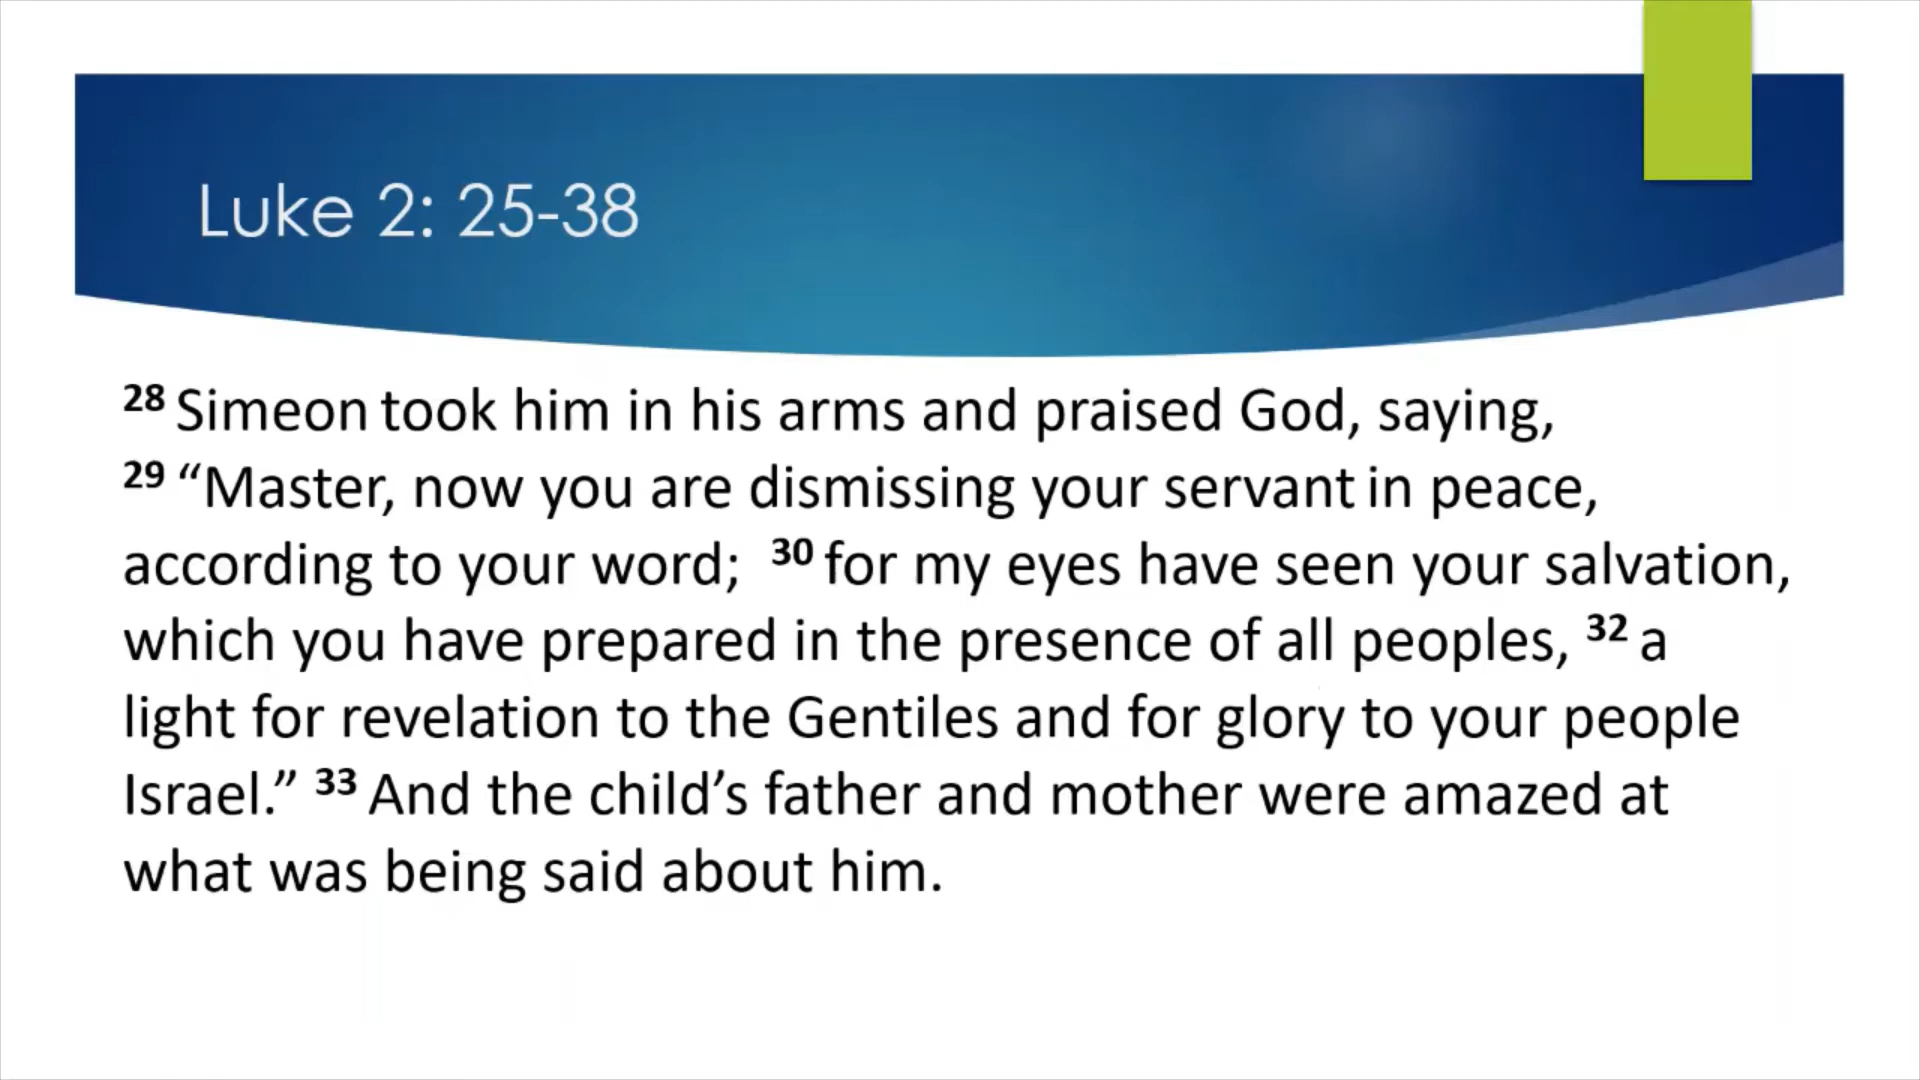 Luke 2: 25-38
28 Simeon took him in his arms and praised God, saying,
29 “Master, now you are dismissing your servant in peace,
according to your word;  30 for my eyes have seen your salvation,
which you have prepared in the presence of all peoples, 32 a
light for revelation to the Gentiles and for glory to your people
Israel.” 33 And the child’s father and mother were amazed at
what was being said about him.